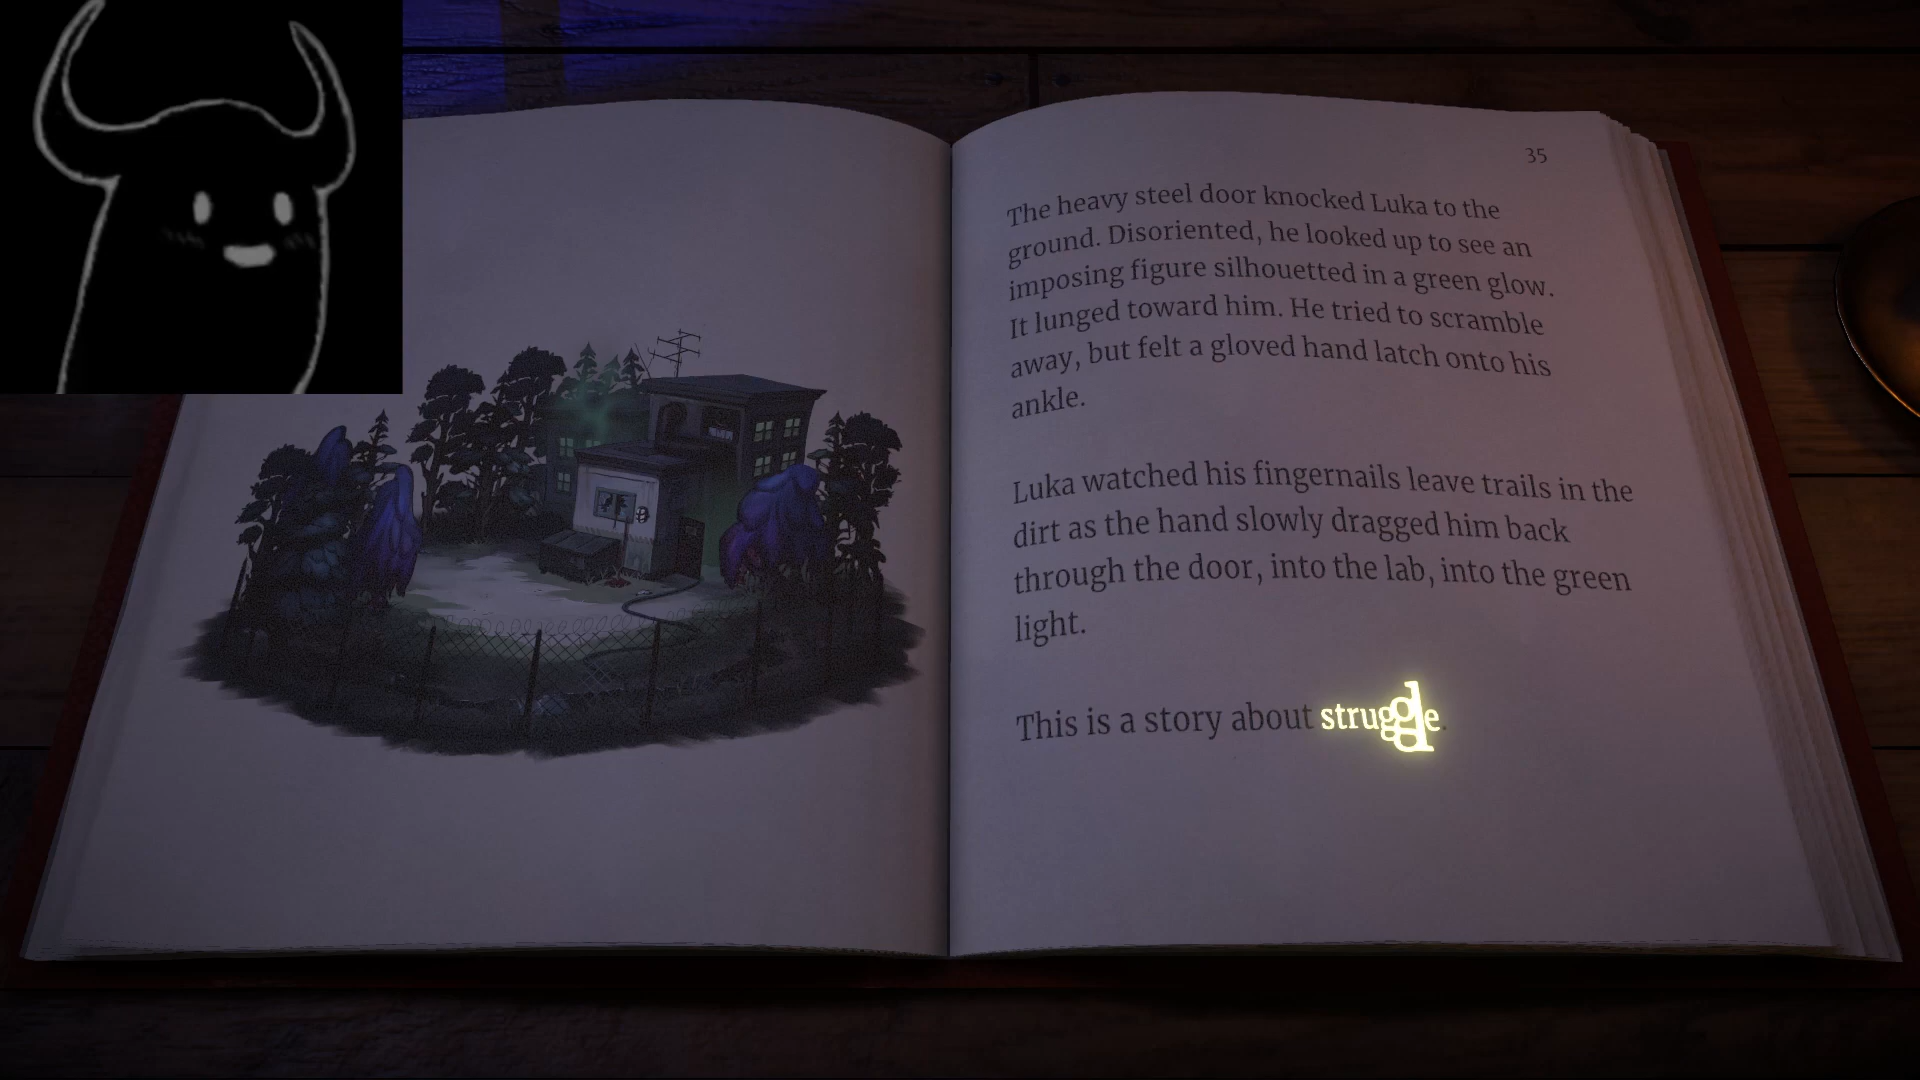 35
The heavy steel door knocked Luka to the
ground. Disoriented, he looked up to see an
imposing figure silhouetted in a green glow.
It lunged toward him. He tried to scramble
away, but felt a gloved hand latch onto his
ankle.
Luka watched his fingernails leave trails in the
dirt as the hand slowly dragged him back
through the door, into the lab, into the green
light.
This is a story about struggle.